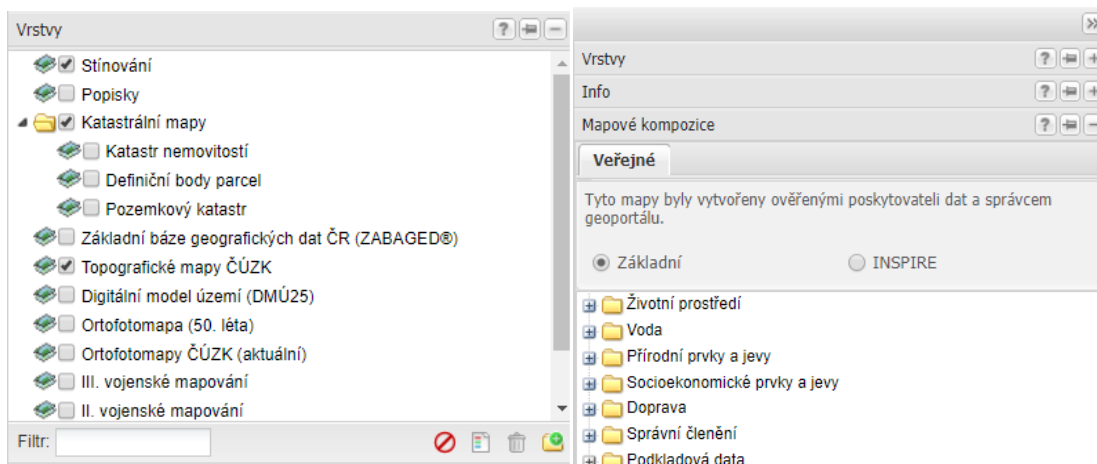 Vrstvy
Stínování
Popisky
Katastrální mapy
Katastr nemovitostí
Definiční body parcel
Pozemkový katastr
Základní báze geografických dat ČR (ZABAGED®)
Topografické mapy ČÚZK
Digitální model území (DMÚ25)
Ortofotomapa (50. léta)
Ortofotomapy ČÚZK (aktuální)
III. vojenské mapování
II. vojenské mapování
Filtr:
Vrstvy
Info
Mapové kompozice
Veřejné
Tyto mapy byly vytvořeny ověřenými poskytovateli dat a správcem
geoportálu.
Základní INSPIRE
Životní prostředí
Voda
Přírodní prvky a jevy
Socioekonomické prvky a jevy
Doprava
Správní členění
Podkladová data